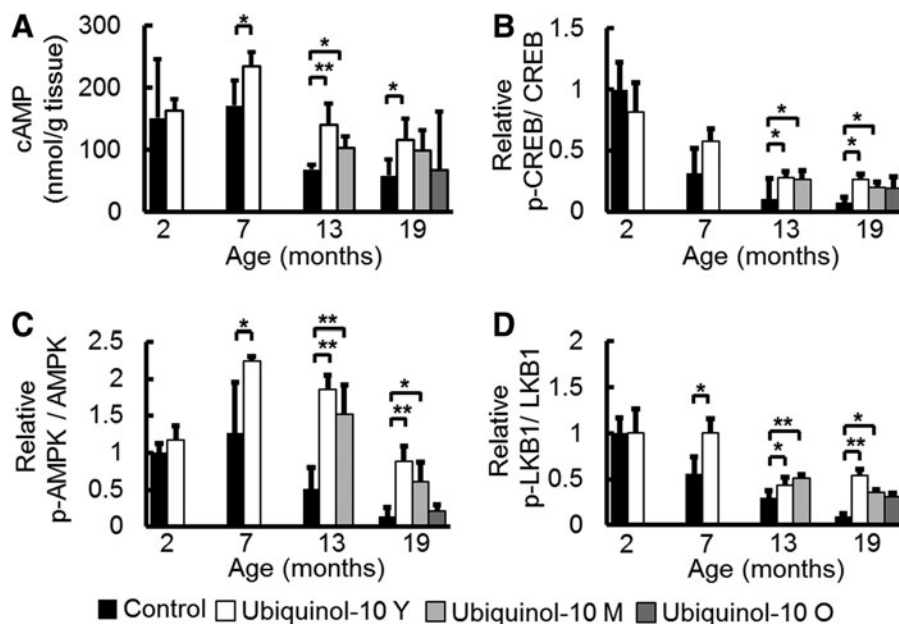 A
cAMP
(nmol/g tissue)
300
200
100
0
*
*
**
*
2 7 13 19
Age (months)
B
Relative
p-CREB/ CREB
1.5
1
0.5
0
*
*
*
*
2 7 13 19
Age (months)
C
Relative
p-AMPK / AMPK
2.5
2
1.5
1
0.5
0
*
**
**
*
**
2 7 13 19
Age (months)
D
Relative
p-LKB1/ LKB1
2
1.5
1
0.5
0
*
**
*
*
**
2 7 13 19
Age (months)
Control Ubiquinol-10 Y Ubiquinol-10 M Ubiquinol-10 O